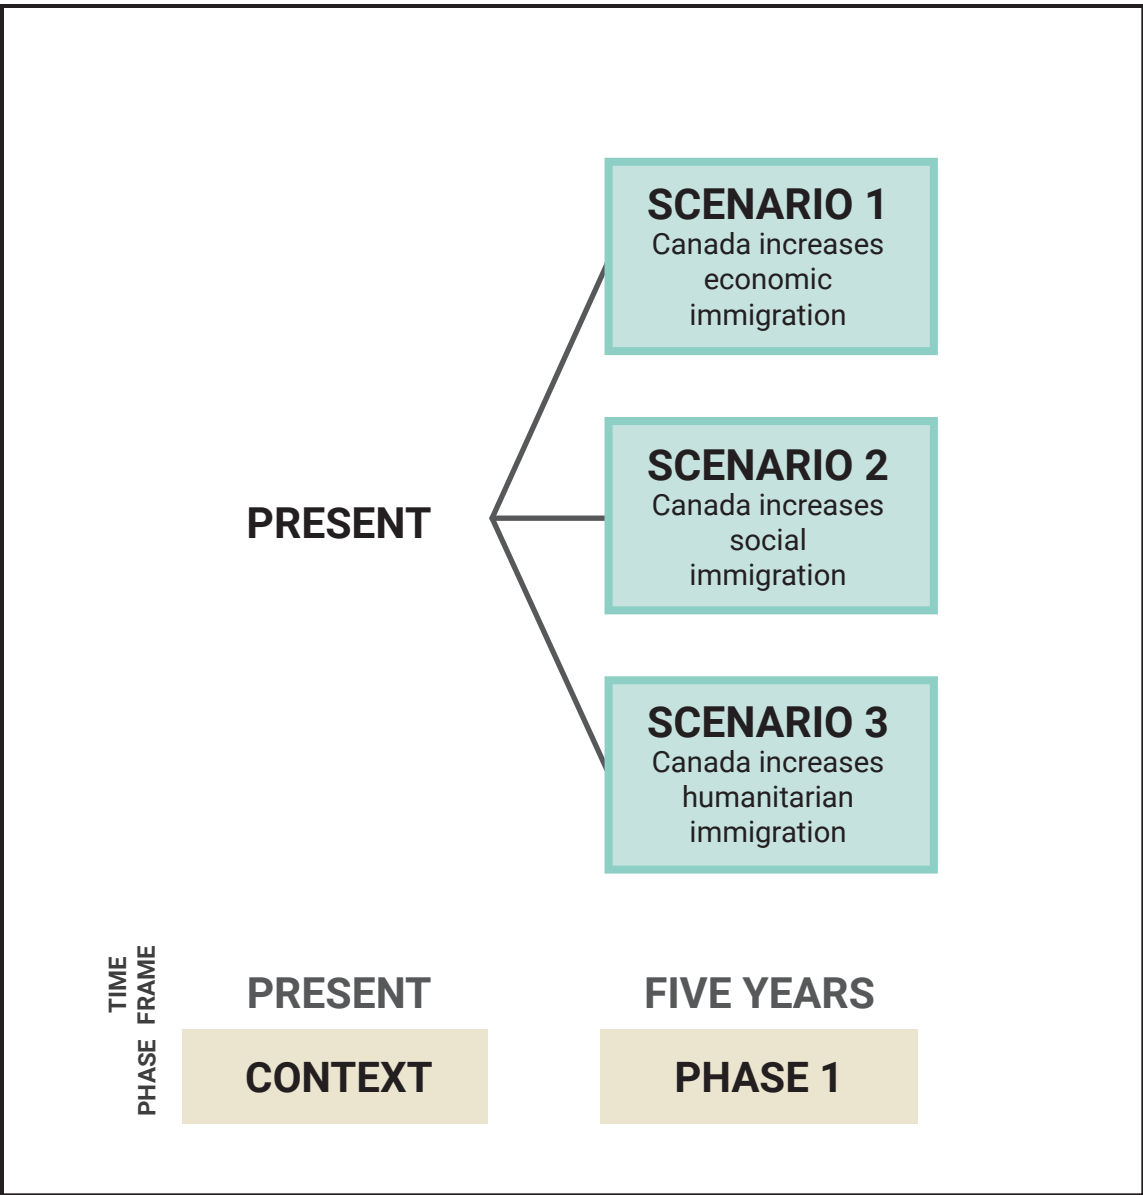 SCENARIO 1
Canada increases
economic
immigration
PRESENT
SCENARIO 2
Canada increases
social
immigration
SCENARIO 3
Canada increases
humanitarian
immigration
TIME
FRAME
PRESENT
FIVE YEARS
PHASE
CONTEXT
PHASE 1